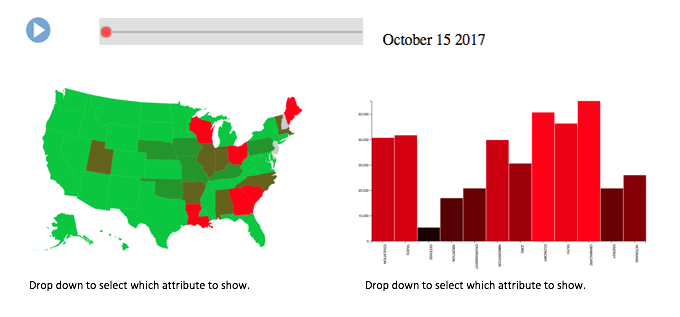 October 15 2017
50,000
40,000
30,000
20,000
10,000
0
EDUCATION
TAXES
DEFENSE
ABORTION
ENVIRONMENT
IMMIGRATION
JOBS
ECONOMY
OBAMACARE
ENERGY
VETERANS
Drop down to select which attribute to show.
Drop down to select which attribute to show.